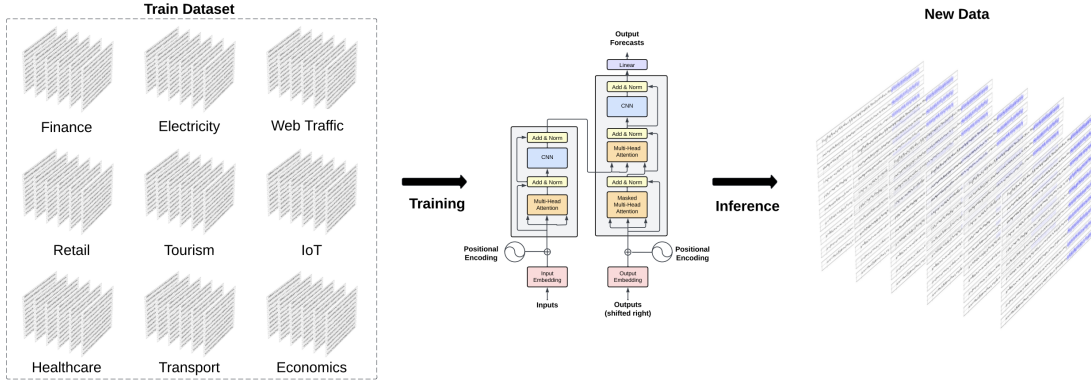 Train Dataset
Finance
Electricity
Web Traffic
Retail
Tourism
IoT
Healthcare
Transport
Economics
Training
Output
Forecasts
Linear
Add & Norm
CNN
Add & Norm
Multi-Head
Attention
Add & Norm
Masked
Multi-Head
Attention
Add & Norm
CNN
Add & Norm
Multi-Head
Attention
Positional
Encoding
Positional
Encoding
Input
Embedding
Output
Embedding
Inputs
Outputs
(shifted right)
Inference
New Data